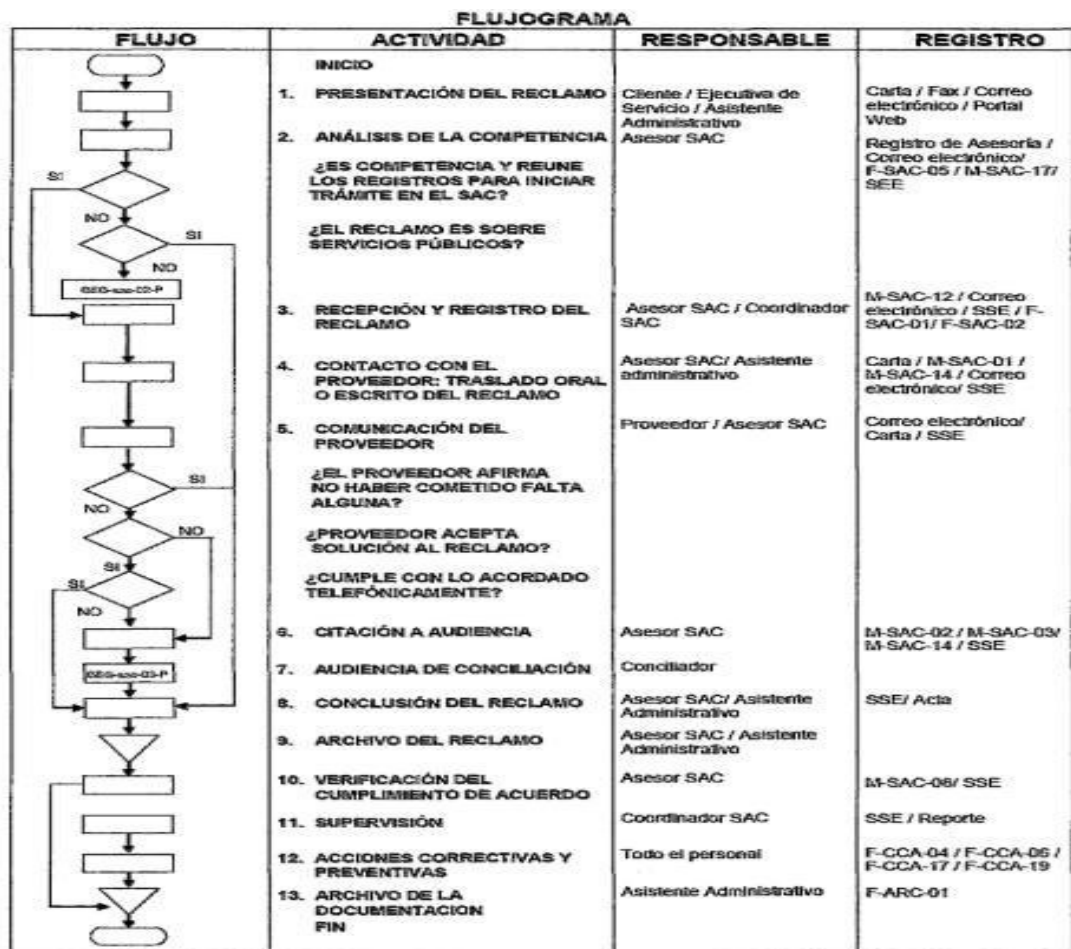 FLUJOGRAMA
FLUJO
ACTIVIDAD
RESPONSABLE
REGISTRO
INICIO
1. PRESENTACIÓN DEL RECLAMO
Cliente / Ejecutiva de
Servicio / Asistente
Administrativo
Carta / Fax / Correo
electrónico / Portal
Web
2. ANÁLISIS DE LA COMPETENCIA
Asesor SAC
Registro de Asesoría /
Correo electrónico/
F-SAC-05 / M-SAC-17/
SEE
¿ES COMPETENCIA Y REUNE
LOS REGISTROS PARA INICIAR
TRÁMITE EN EL SAC?
SI
NO
¿EL RECLAMO ES SOBRE
SERVICIOS PÚBLICOS?
SI
NO
3. RECEPCIÓN Y REGISTRO DEL
RECLAMO
Asesor SAC / Coordinador
SAC
M-SAC-12 / Correo
electrónico / SSE / F-
SAC-01/ F-SAC-02
4. CONTACTO CON EL
PROVEEDOR: TRASLADO ORAL
O ESCRITO DEL RECLAMO
Asesor SAC/ Asistente
administrativo
Carta / M-SAC-01 /
M-SAC-14 / Correo
electrónico/ SSE
5. COMUNICACIÓN DEL
PROVEEDOR
Proveedor / Asesor SAC
Correo electrónico/
Carta / SSE
¿EL PROVEEDOR AFIRMA
NO HABER COMETIDO FALTA
ALGUNA?
SI
NO
¿PROVEEDOR ACEPTA
SOLUCIÓN AL RECLAMO?
NO
SI
¿CUMPLE CON LO ACORDADO
TELEFÓNICAMENTE?
SI
NO
6. CITACIÓN A AUDIENCIA
Asesor SAC
M-SAC-02 / M-SAC-03/
M-SAC-14 / SSE
7. AUDIENCIA DE CONCILIACIÓN
Conciliador
8. CONCLUSIÓN DEL RECLAMO
Asesor SAC/ Asistente
Administrativo
SSE/ Acta
9. ARCHIVO DEL RECLAMO
Asesor SAC / Asistente
Administrativo
10. VERIFICACIÓN DEL
CUMPLIMIENTO DE ACUERDO
Asesor SAC
M-SAC-08/ SSE
11. SUPERVISIÓN
Coordinador SAC
SSE / Reporte
12. ACCIONES CORRECTIVAS Y
PREVENTIVAS
Todo el personal
F-CCA-04 / F-CCA-06 /
F-CCA-17 / F-CCA-19
13. ARCHIVO DE LA
DOCUMENTACION
FIN
Asistente Administrativo
F-ARC-01